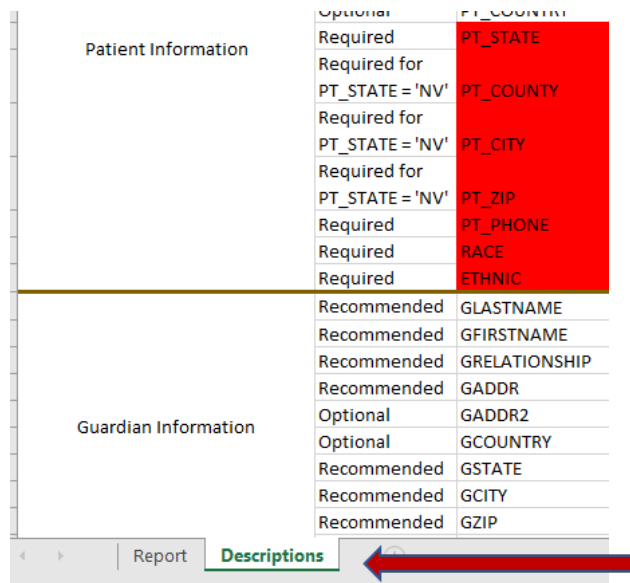 Optional PT_COUNTRY
Patient Information
Required PT_STATE
Required for
PT_STATE = 'NV' PT_COUNTY
Required for
PT_STATE = 'NV' PT_CITY
Required for
PT_STATE = 'NV' PT_ZIP
Required PT_PHONE
Required RACE
Required ETHNIC
Recommended GLASTNAME
Recommended GFIRSTNAME
Recommended GRELATIONSHIP
Recommended GADDR
Guardian Information
Optional GADDR2
Optional GCOUNTRY
Recommended GSTATE
Recommended GCITY
Recommended GZIP
Report Descriptions